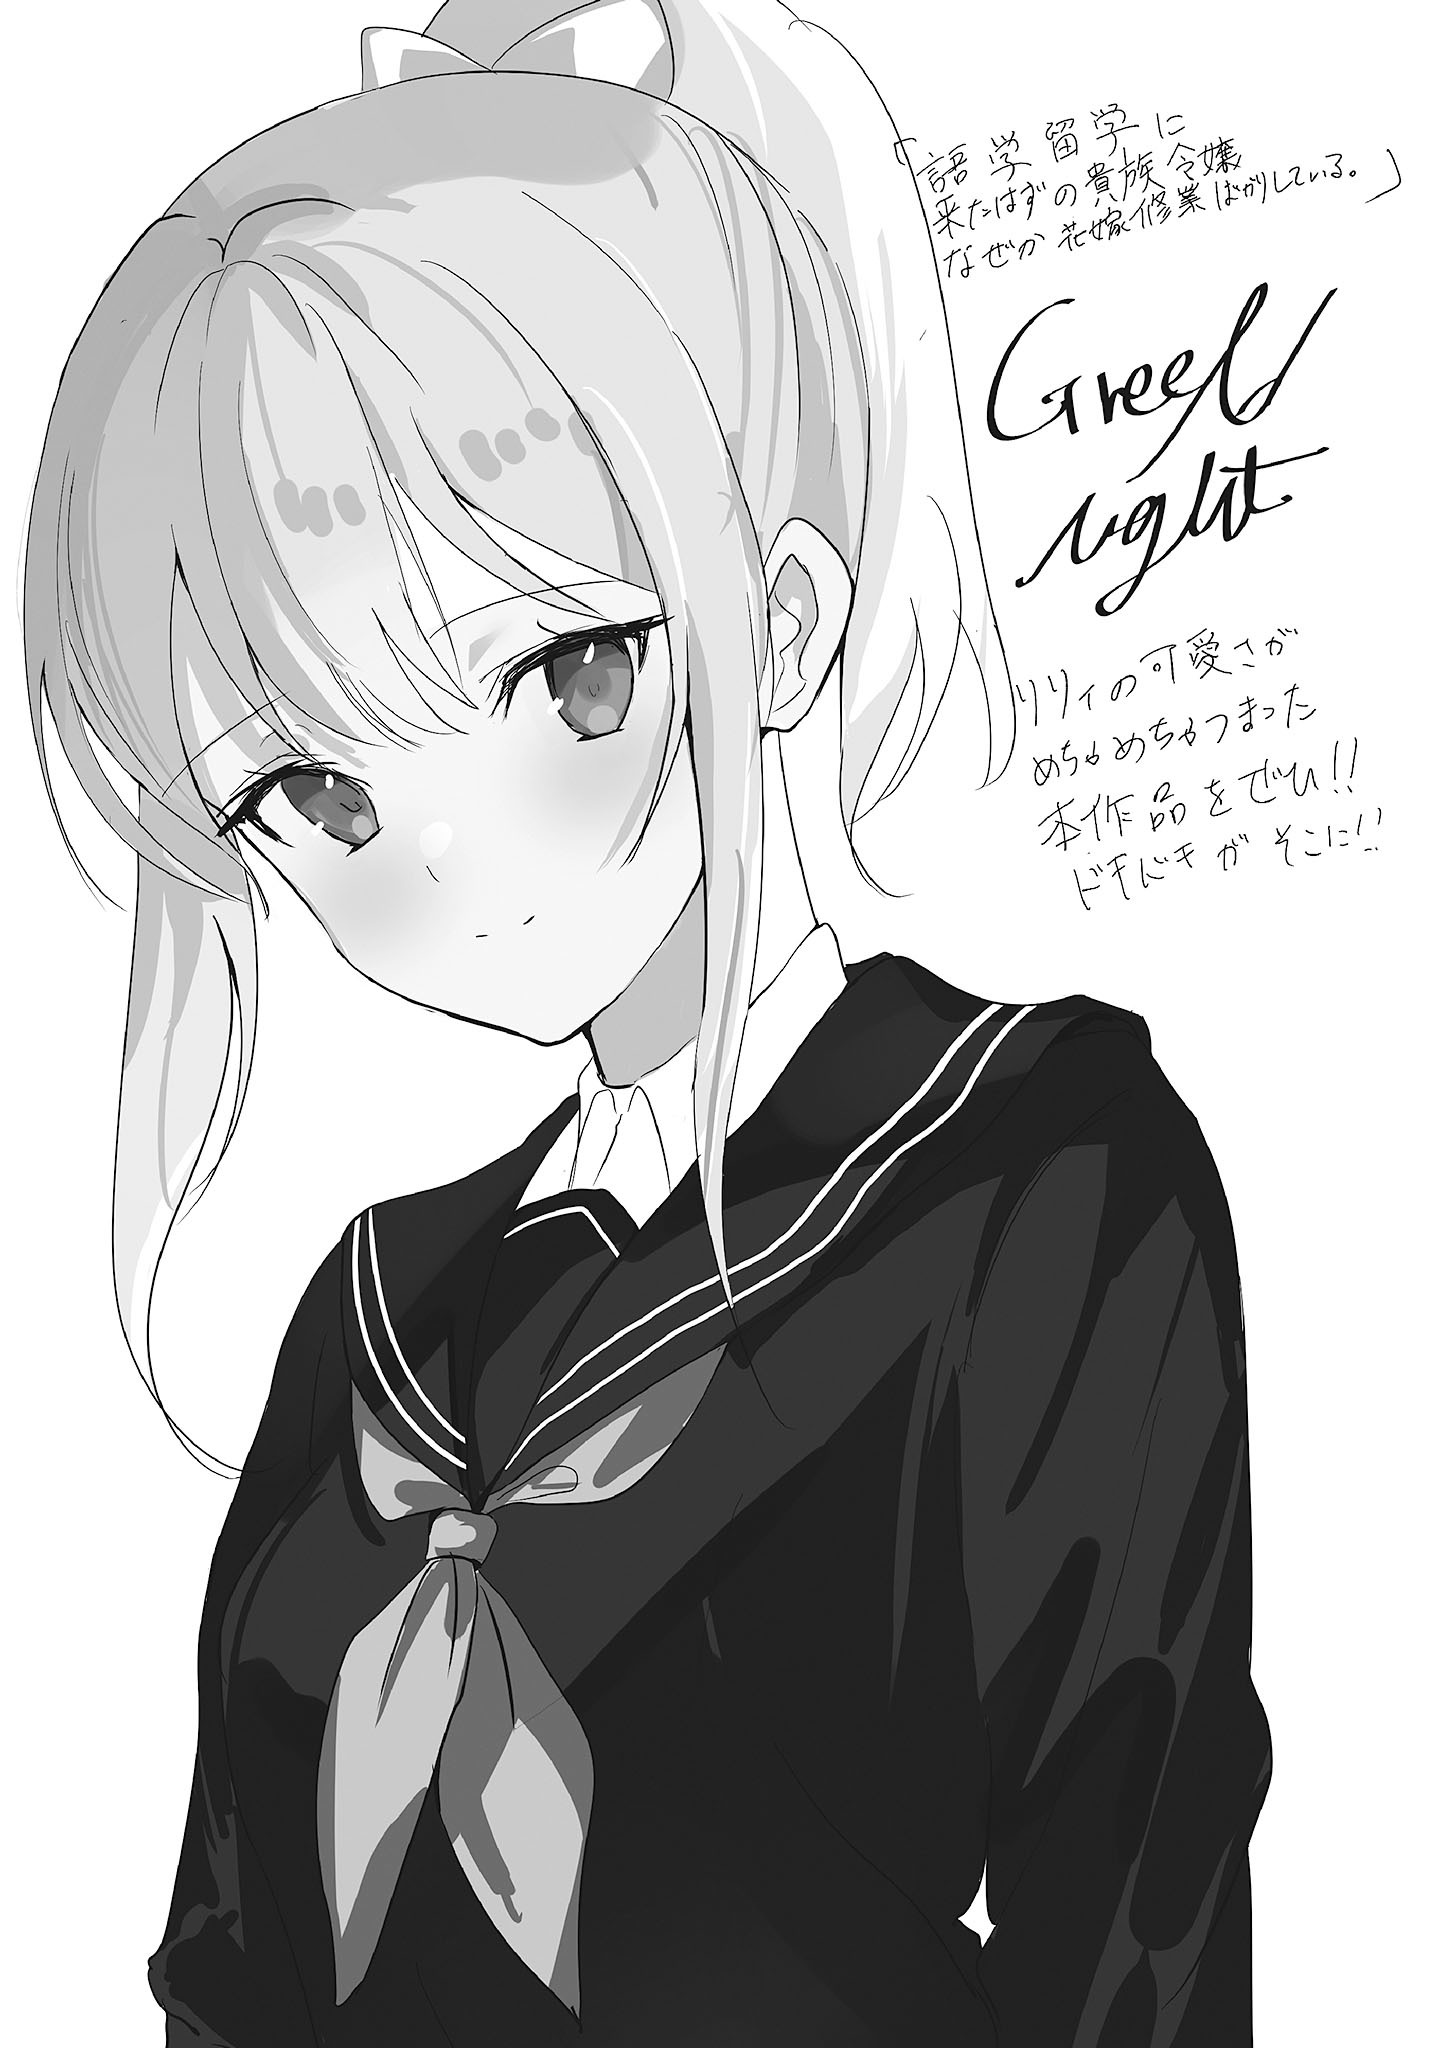 「語学留学に
来たはずの貴族令嬢
なぜか花嫁修業ばかりしている。」
Greel
light
リリィの可愛さが
めちゃめちゃつまった
本作品をぜひ!!
ドキドキがそこに!!